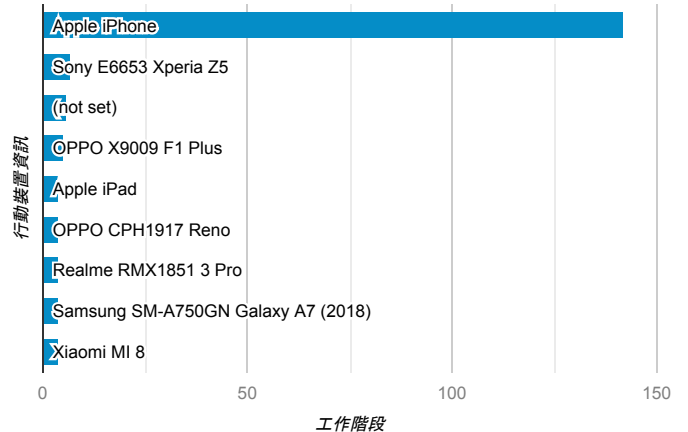 Apple iPhone
Sony E6653 Xperia Z5
(not set)
OPPO X9009 F1 Plus
Apple iPad
OPPO CPH1917 Reno
Realme RMX1851 3 Pro
Samsung SM-A750GN Galaxy A7 (2018)
Xiaomi MI 8
行動裝置資訊
0 50 100 150
工作階段